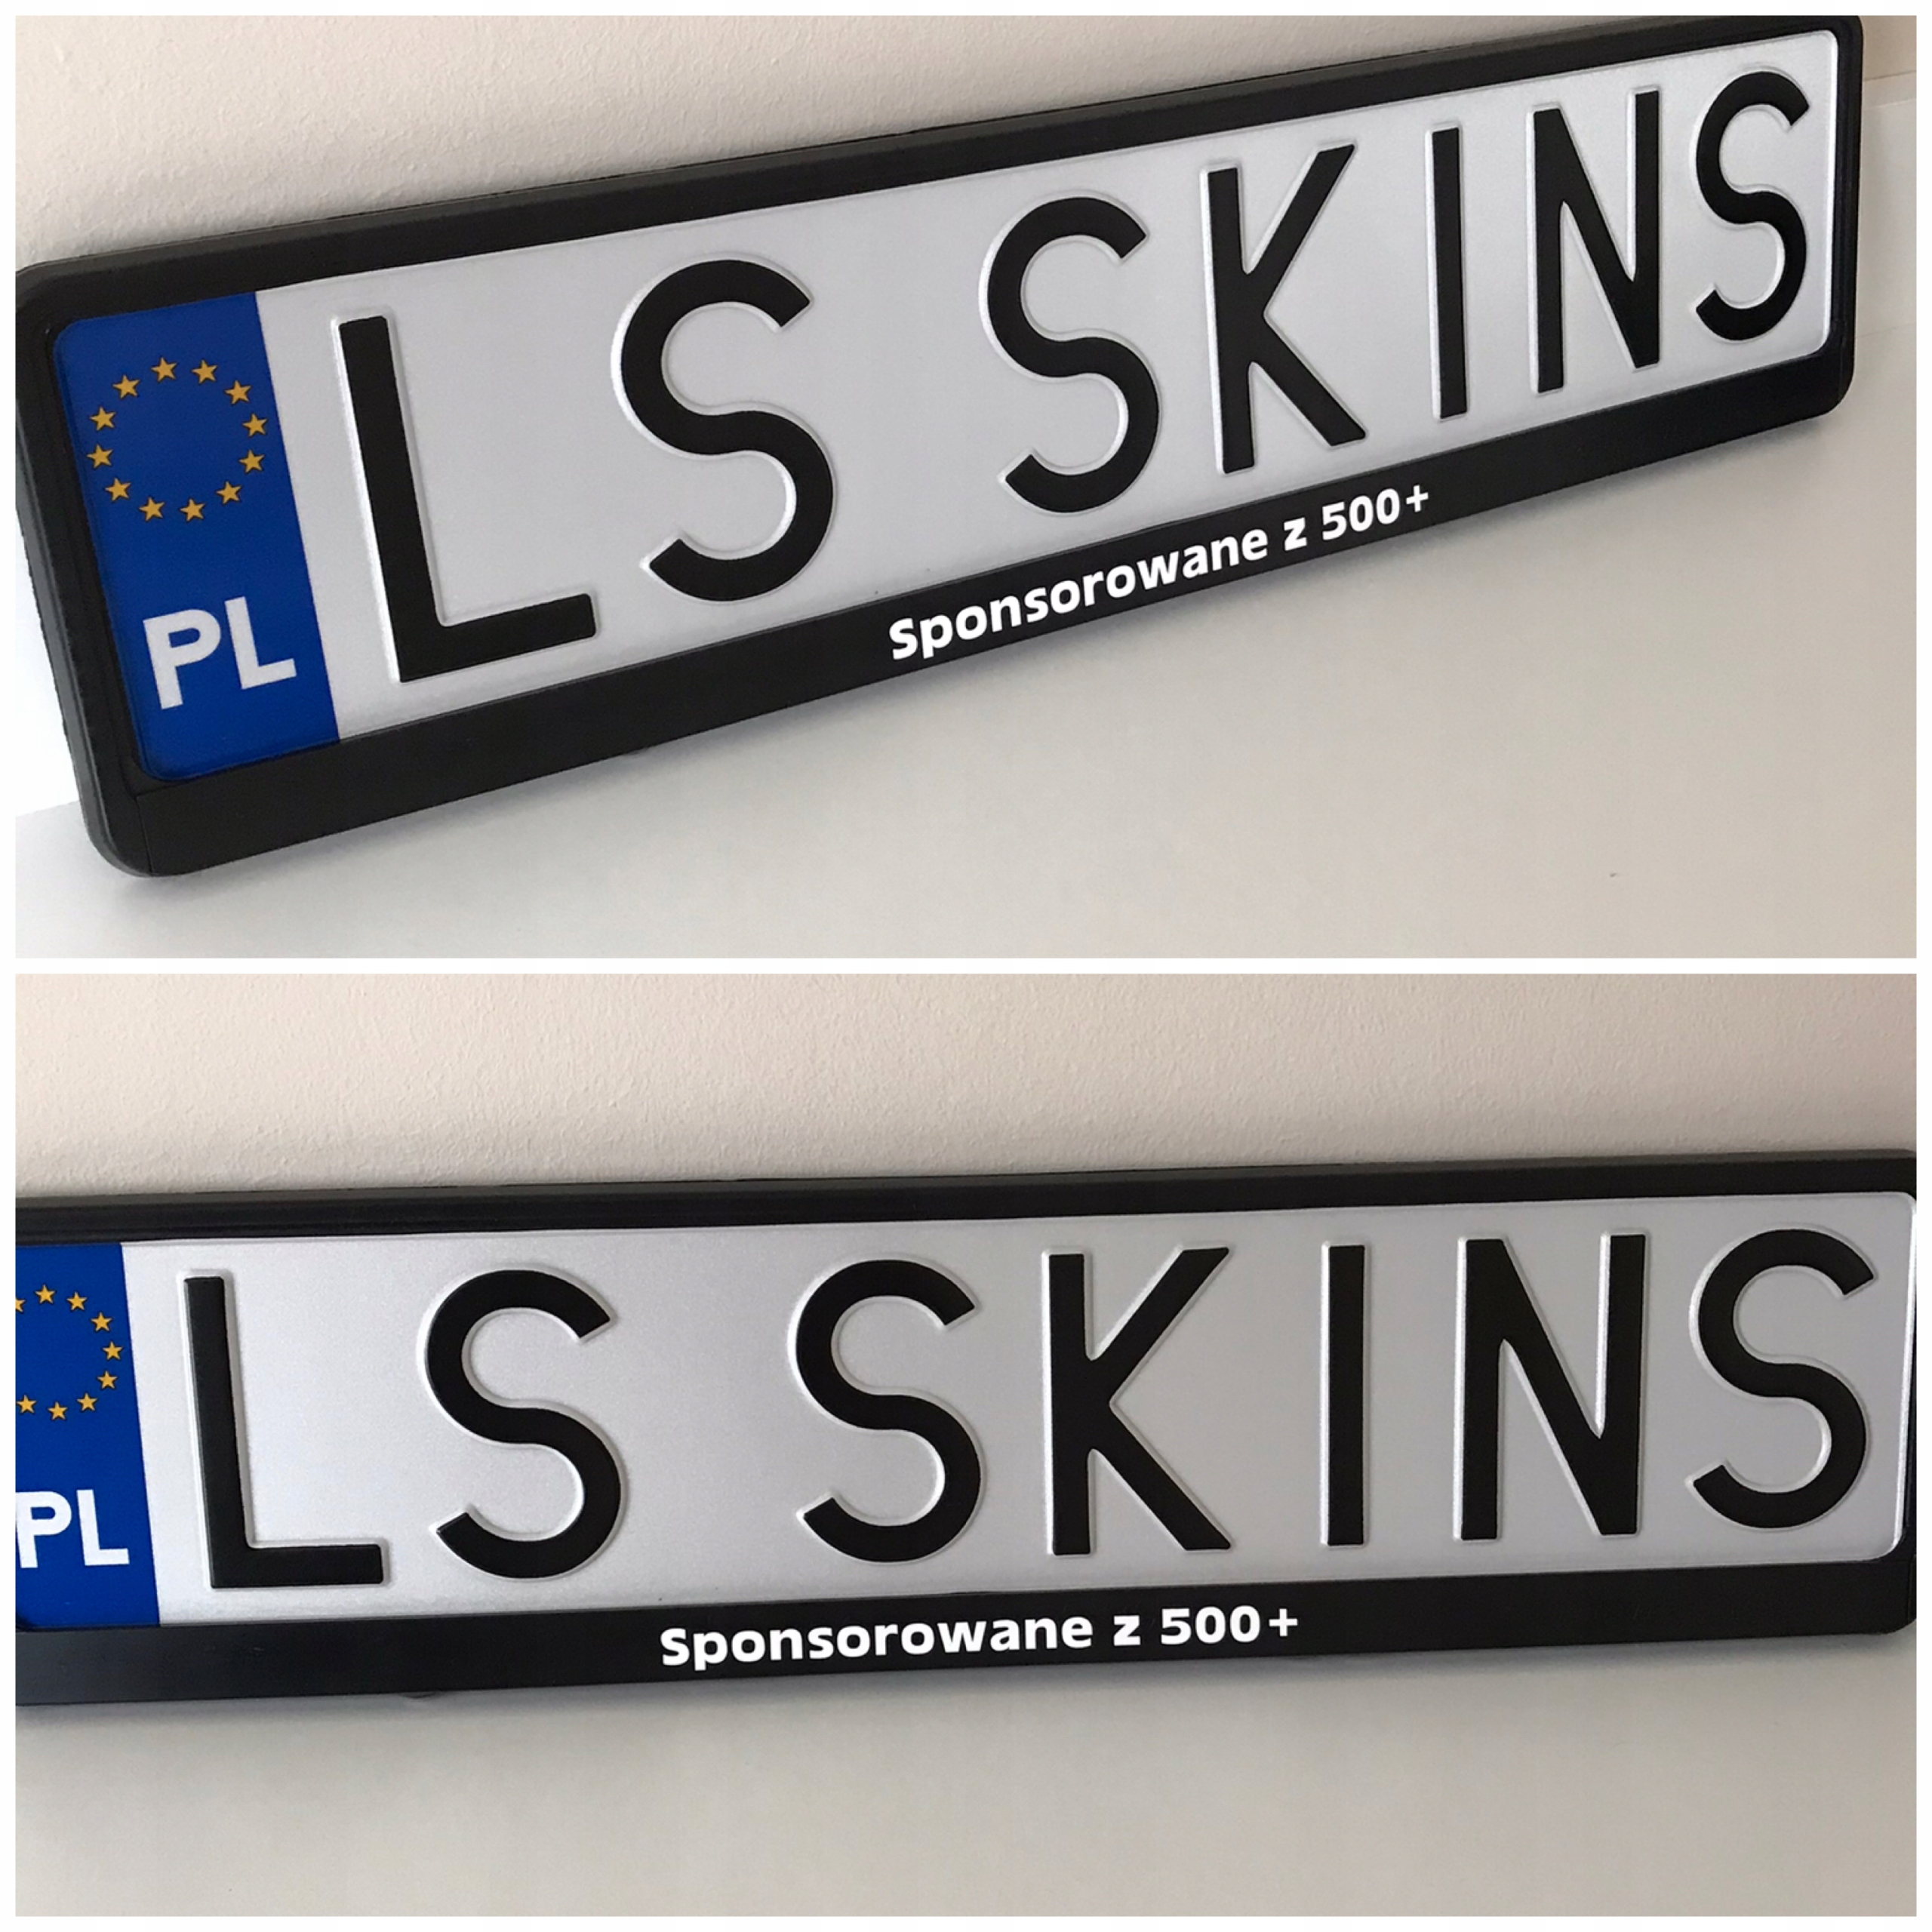 PL
LS SKINS
Sponsorowane z 500+
PL
LS SKINS
Sponsorowane z 500+